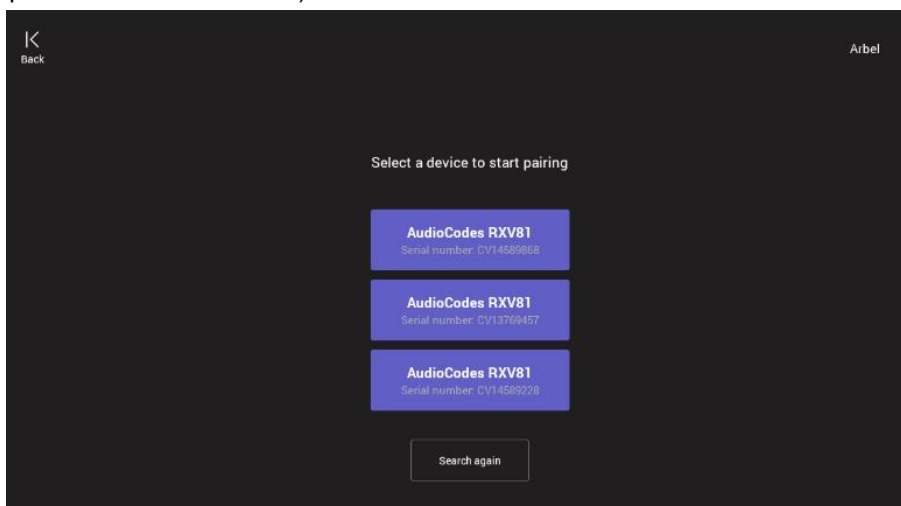 Back
Arbel
Select a device to start pairing
AudioCodes RXV81
Serial number: CV14589868
AudioCodes RXV81
Serial number: CV13769457
AudioCodes RXV81
Serial number: CV14589228
Search again